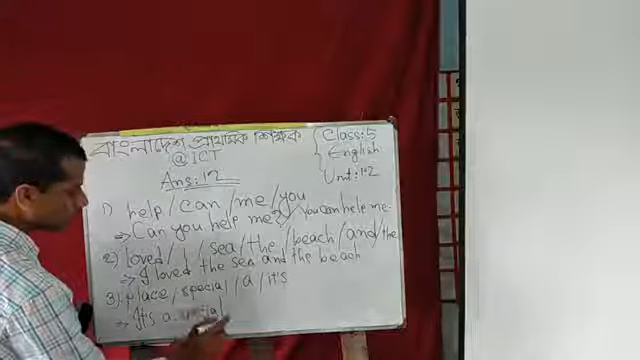 বাংলাদেশ প্রাথমিক শিক্ষক
@ICT
Class:5
English
Unit:1.2
Ans: 12
1) help/can/me/you
⇒ Can you help me?/you can help me.
2) loved/I/sea/the/beach/and/the
⇒ I loved the sea and the beach
3) place/special/a/it's
⇒ It's a special